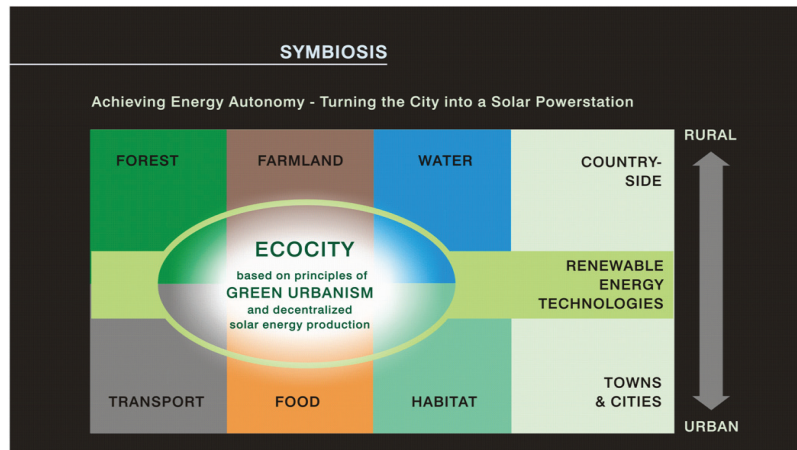 SYMBIOSIS
Achieving Energy Autonomy - Turning the City into a Solar Powerstation
RURAL
FOREST
FARMLAND
WATER
COUNTRY-
SIDE
ECOCITY
based on principles of
GREEN URBANISM
and decentralized
solar energy production
RENEWABLE
ENERGY
TECHNOLOGIES
TRANSPORT
FOOD
HABITAT
TOWNS
& CITIES
URBAN